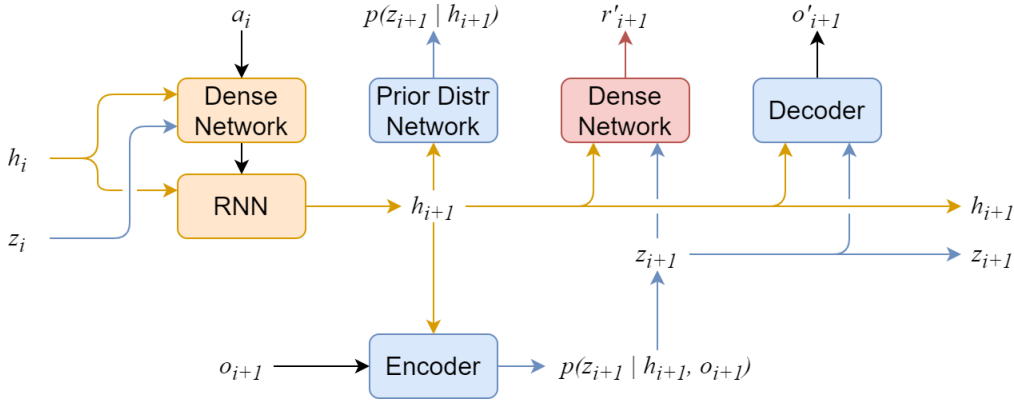 a_i
p(z_{i+1} | h_{i+1})
r'_{i+1}
o'_{i+1}
Dense
Network
Prior Distr
Network
Dense
Network
Decoder
h_i
RNN
h_{i+1}
h_{i+1}
z_i
z_{i+1}
z_{i+1}
o_{i+1}
Encoder
p(z_{i+1} | h_{i+1}, o_{i+1})